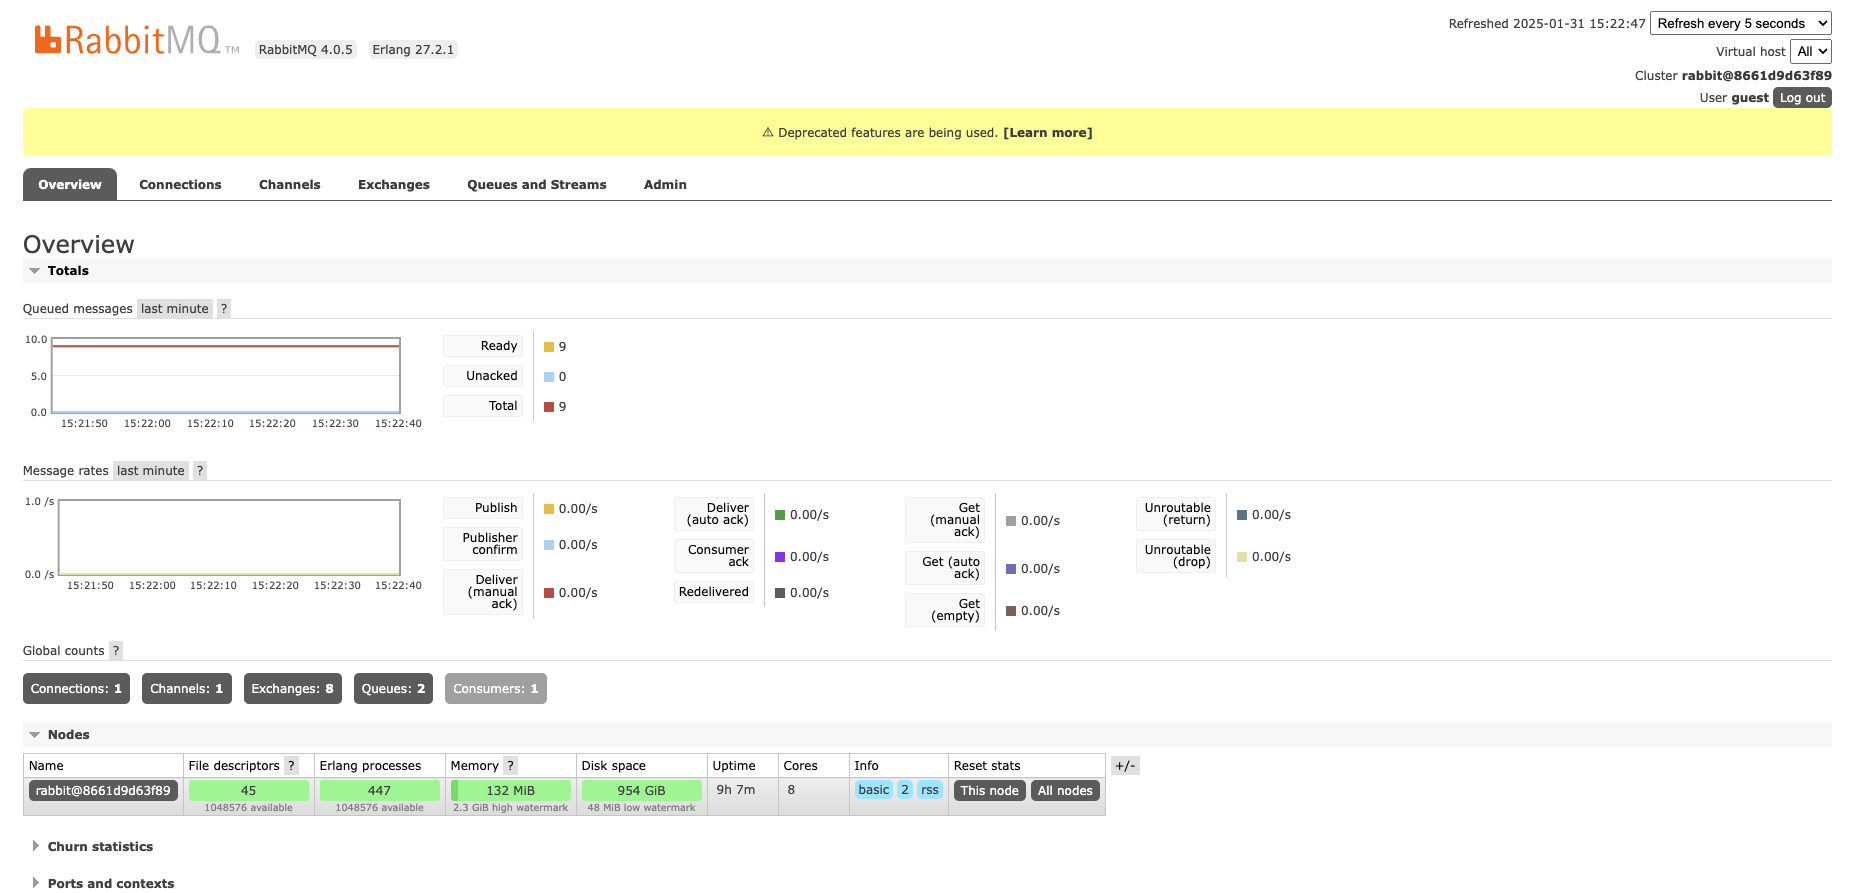 RabbitMQ TM RabbitMQ 4.0.5 Erlang 27.2.1
Refreshed 2025-01-31 15:22:47 Refresh every 5 seconds
Virtual host All
Cluster rabbit@8661d9d63f89
User guest Log out
⚠ Deprecated features are being used. [Learn more]
Overview Connections Channels Exchanges Queues and Streams Admin
Overview
Totals
Queued messages last minute ?
10.0
5.0
0.0
15:21:50 15:22:00 15:22:10 15:22:20 15:22:30 15:22:40
Ready 9
Unacked 0
Total 9
Message rates last minute ?
1.0 /s
0.0 /s
15:21:50 15:22:00 15:22:10 15:22:20 15:22:30 15:22:40
Publish 0.00/s
Publisher
confirm 0.00/s
Deliver
(manual
ack) 0.00/s
Deliver
(auto ack) 0.00/s
Consumer
ack 0.00/s
Redelivered 0.00/s
Get
(manual
ack) 0.00/s
Get (auto
ack) 0.00/s
Get
(empty) 0.00/s
Unroutable
(return) 0.00/s
Unroutable
(drop) 0.00/s
Global counts ?
Connections: 1 Channels: 1 Exchanges: 8 Queues: 2 Consumers: 1
Nodes
Name File descriptors ? Erlang processes Memory ? Disk space Uptime Cores Info Reset stats +/-
rabbit@8661d9d63f89 45 447 132 MiB 954 GiB 9h 7m 8 basic 2 rss This node All nodes
1048576 available 1048576 available 2.3 GiB high watermark 48 MiB low watermark
Churn statistics
Ports and contexts